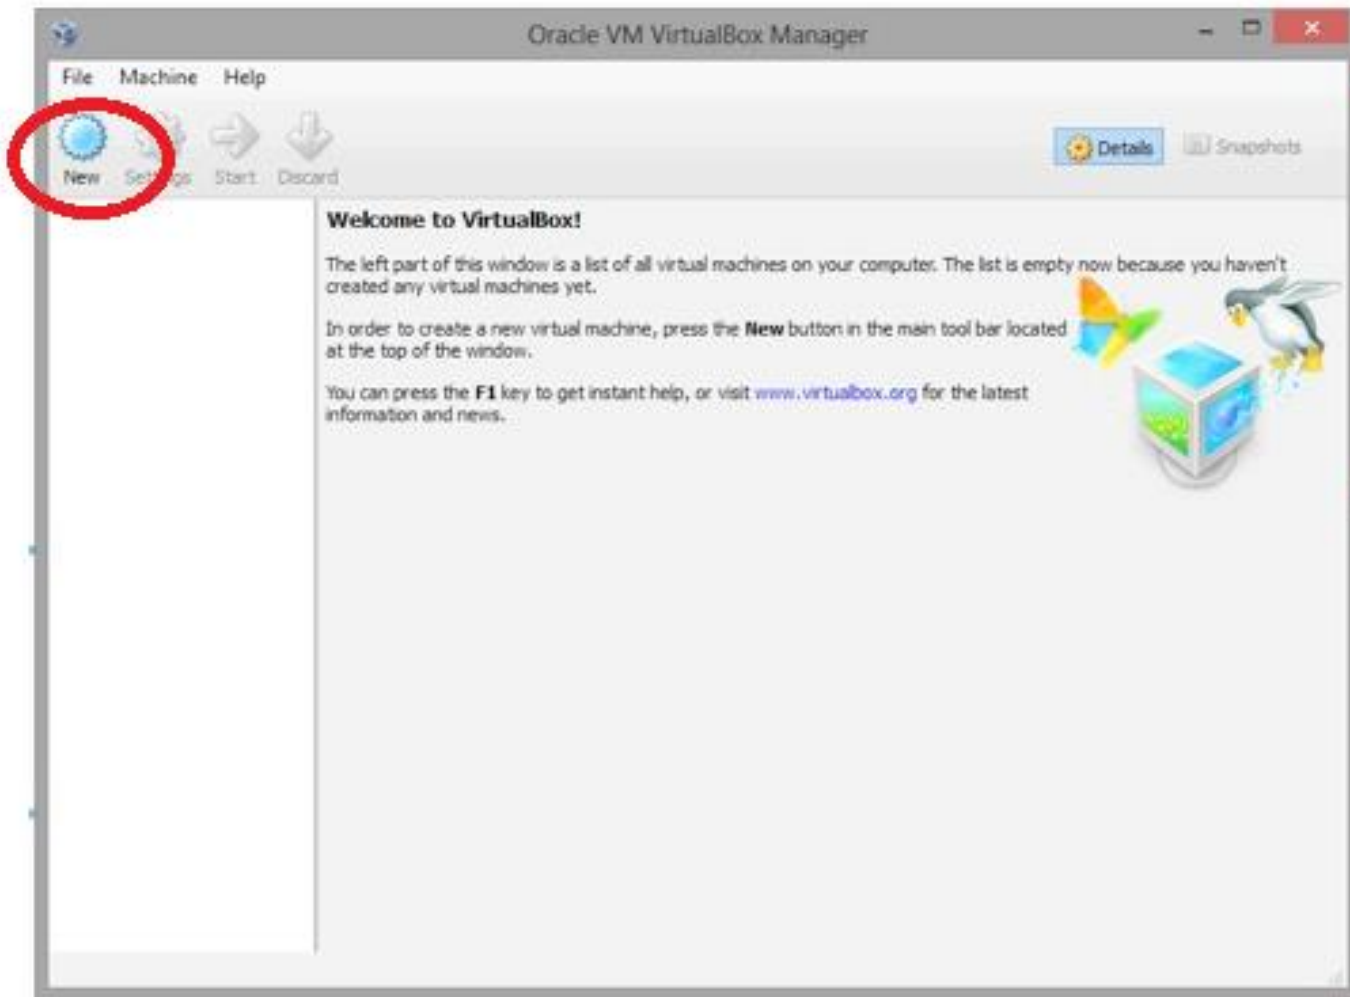 Oracle VM VirtualBox Manager
File Machine Help
New Settings Start Discard
Details Snapshots
Welcome to VirtualBox!
The left part of this window is a list of all virtual machines on your computer. The list is empty now because you haven't
created any virtual machines yet.
In order to create a new virtual machine, press the New button in the main tool bar located
at the top of the window.
You can press the F1 key to get instant help, or visit www.virtualbox.org for the latest
information and news.